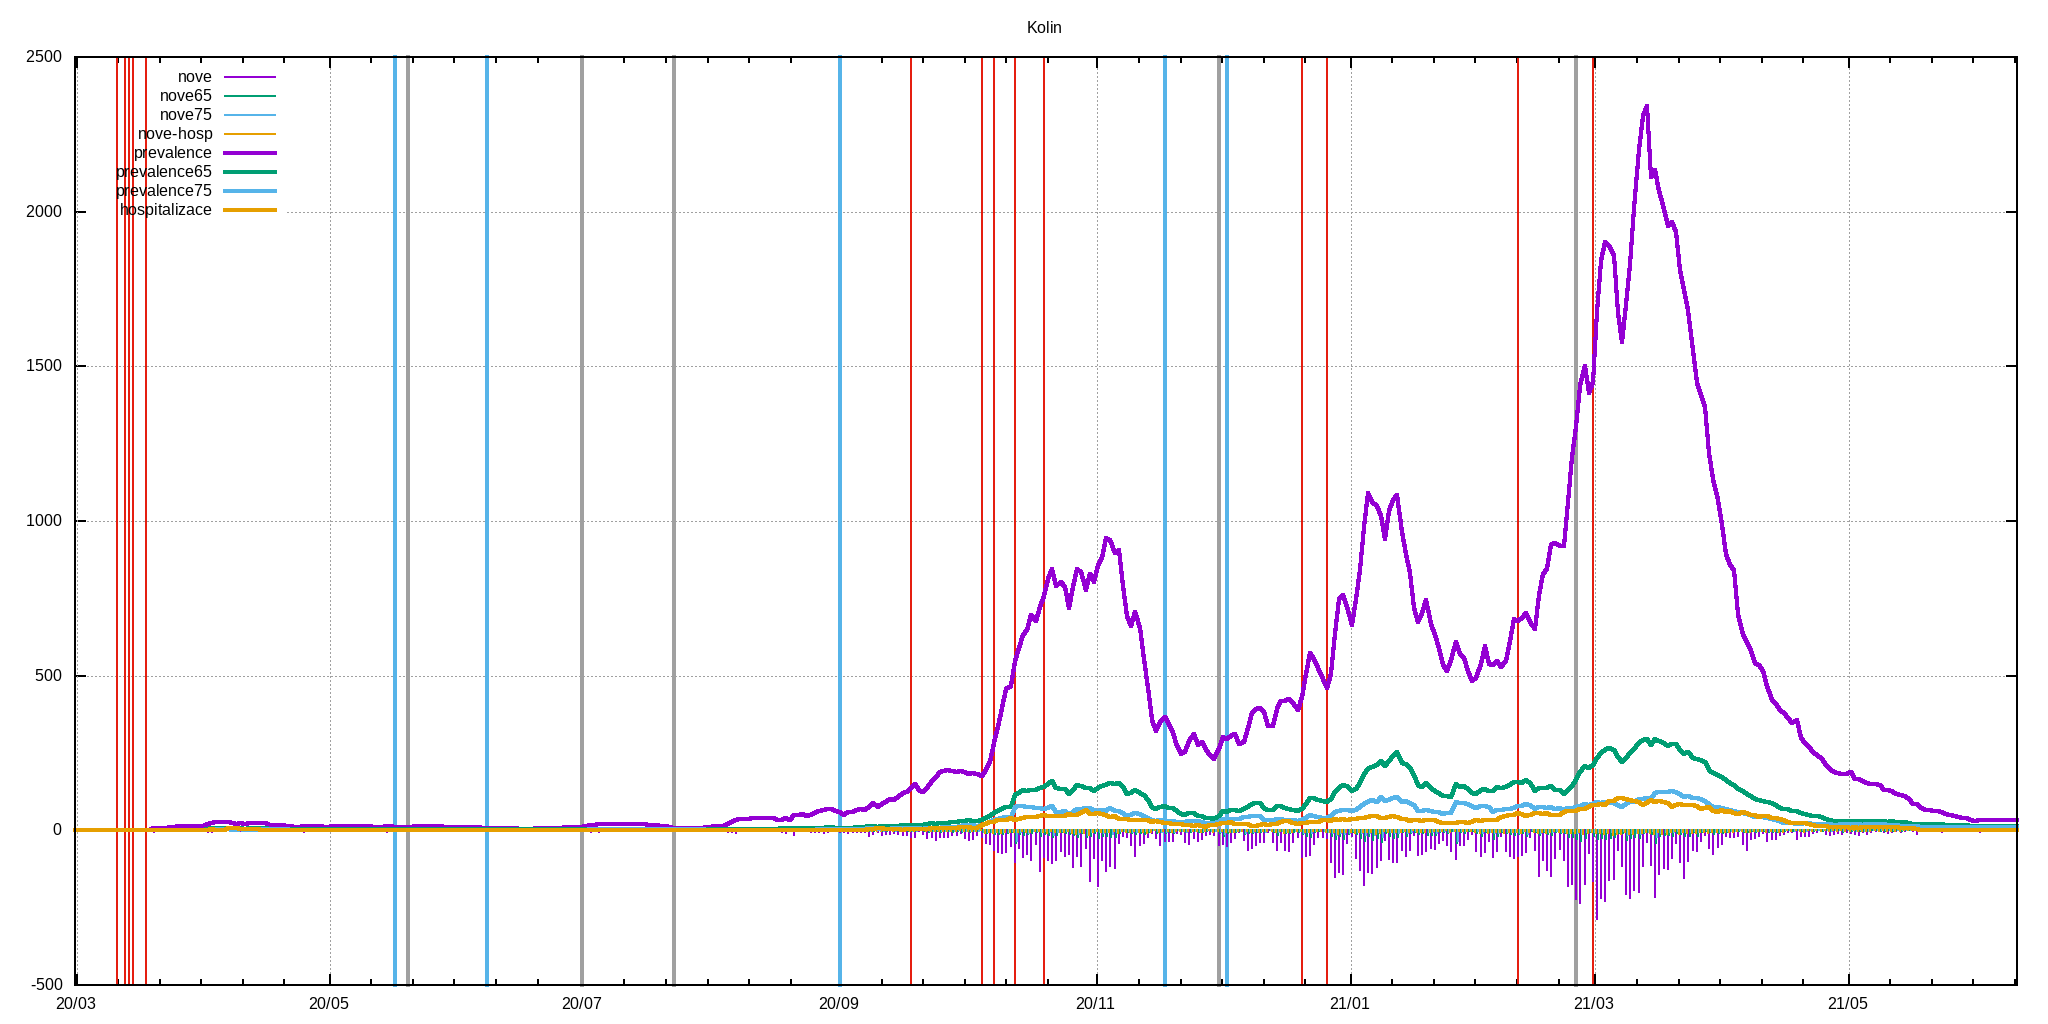 Kolin
2500
2000
1500
1000
500
0
-500
nove
nove65
nove75
nove-hosp
prevalence
prevalence65
prevalence75
hospitalizace
20/03 20/05 20/07 20/09 20/11 21/01 21/03 21/05